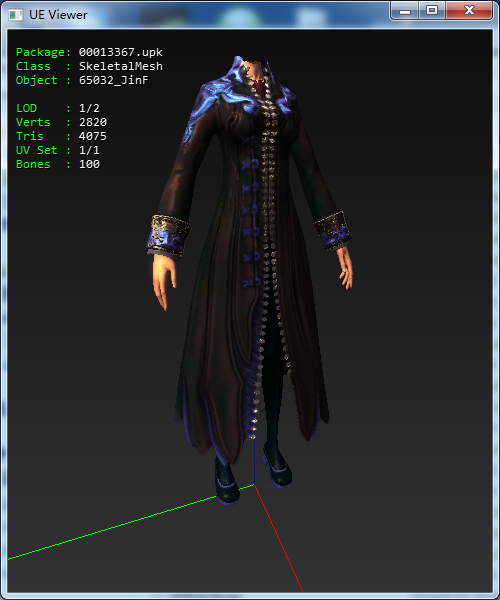 UE Viewer
Package: 00013367.upk
Class : SkeletalMesh
Object : 65032_JinF
LOD : 1/2
Verts : 2820
Tris : 4075
UV Set : 1/1
Bones : 100